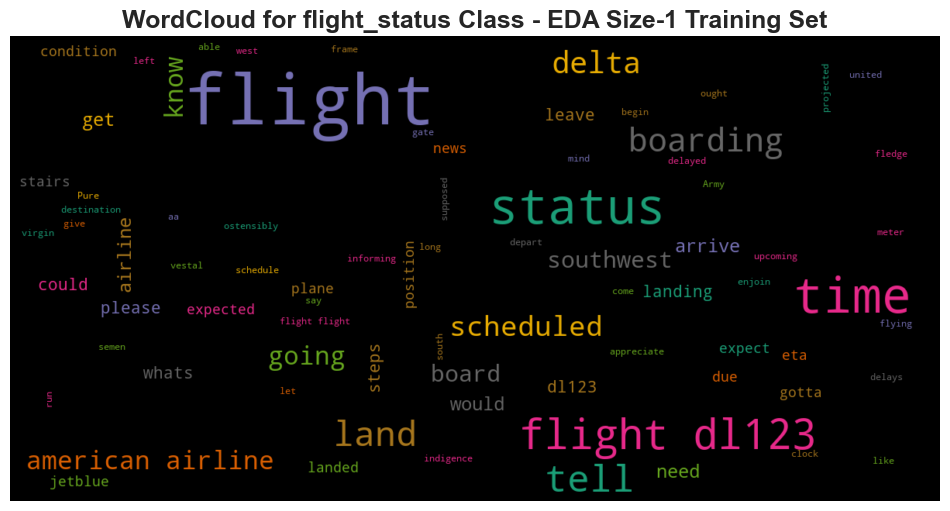 WordCloud for flight_status Class - EDA Size-1 Training Set
condition
able
west
frame
left
know
flight
delta
projected
united
get
ought
leave
begin
gate
boarding
news
mind
delayed
fledge
stairs
supposed
Army
Pure
destination
aa
status
give
virgin
ostensibly
airline
long
depart
arrive
meter
position
informing
southwest
upcoming
vestal
schedule
could
plane
say
come
landing
enjoin
time
please
expected
flight flight
scheduled
flying
semen
going
south
appreciate
expect
eta
steps
whats
board
due
delays
run
let
would
dl123
gotta
land
flight dl123
american airline
landed
indigence
clock
like
jetblue
tell
need